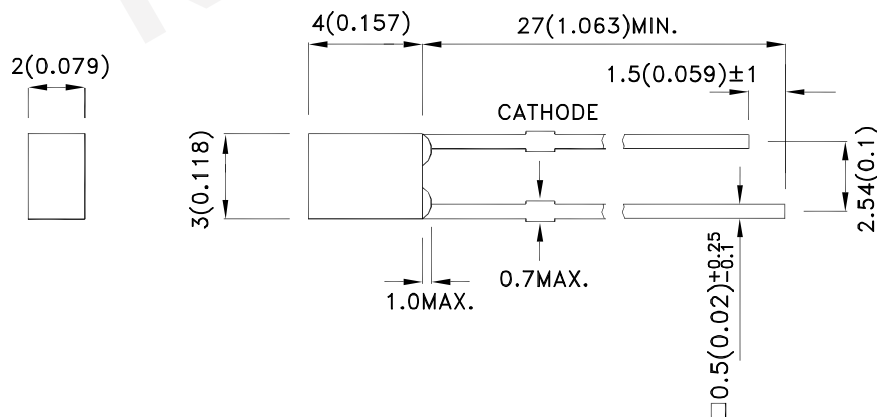 4(0.157)
27(1.063)MIN.
2(0.079)
1.5(0.059)±1
CATHODE
3(0.118)
2.54(0.1)
0.7MAX.
1.0MAX.
□0.5(0.02)±0.25
-0.1